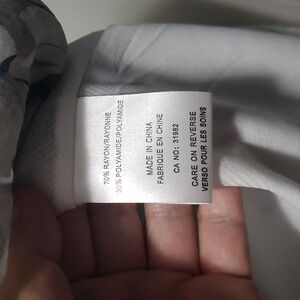 70% RAYON/RAYONNE
30% POLYAMIDE/POLYAMIDE
MADE IN CHINA
FABRIQUE EN CHINE
CA NO: 31982
CARE ON REVERSE
VERSO POUR LES SOINS